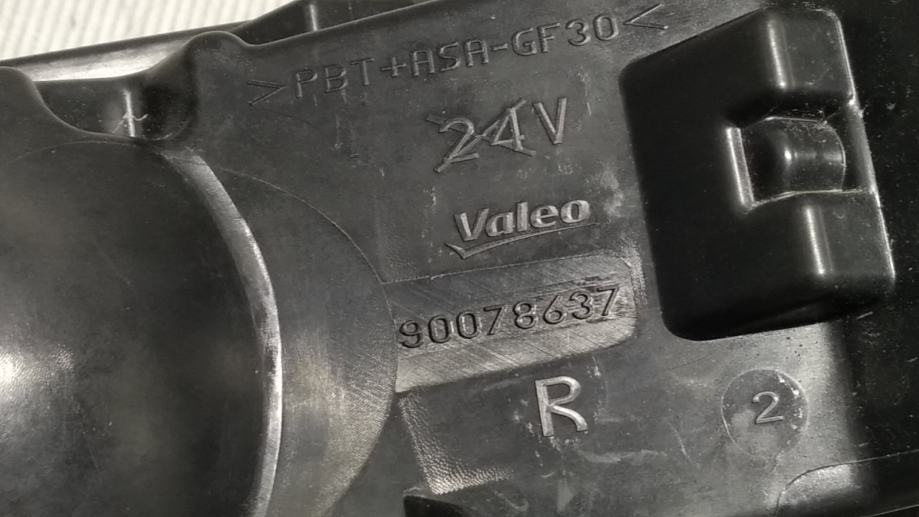 >PBT+ASA-GF30<
24V
Valeo
90078637
R
2